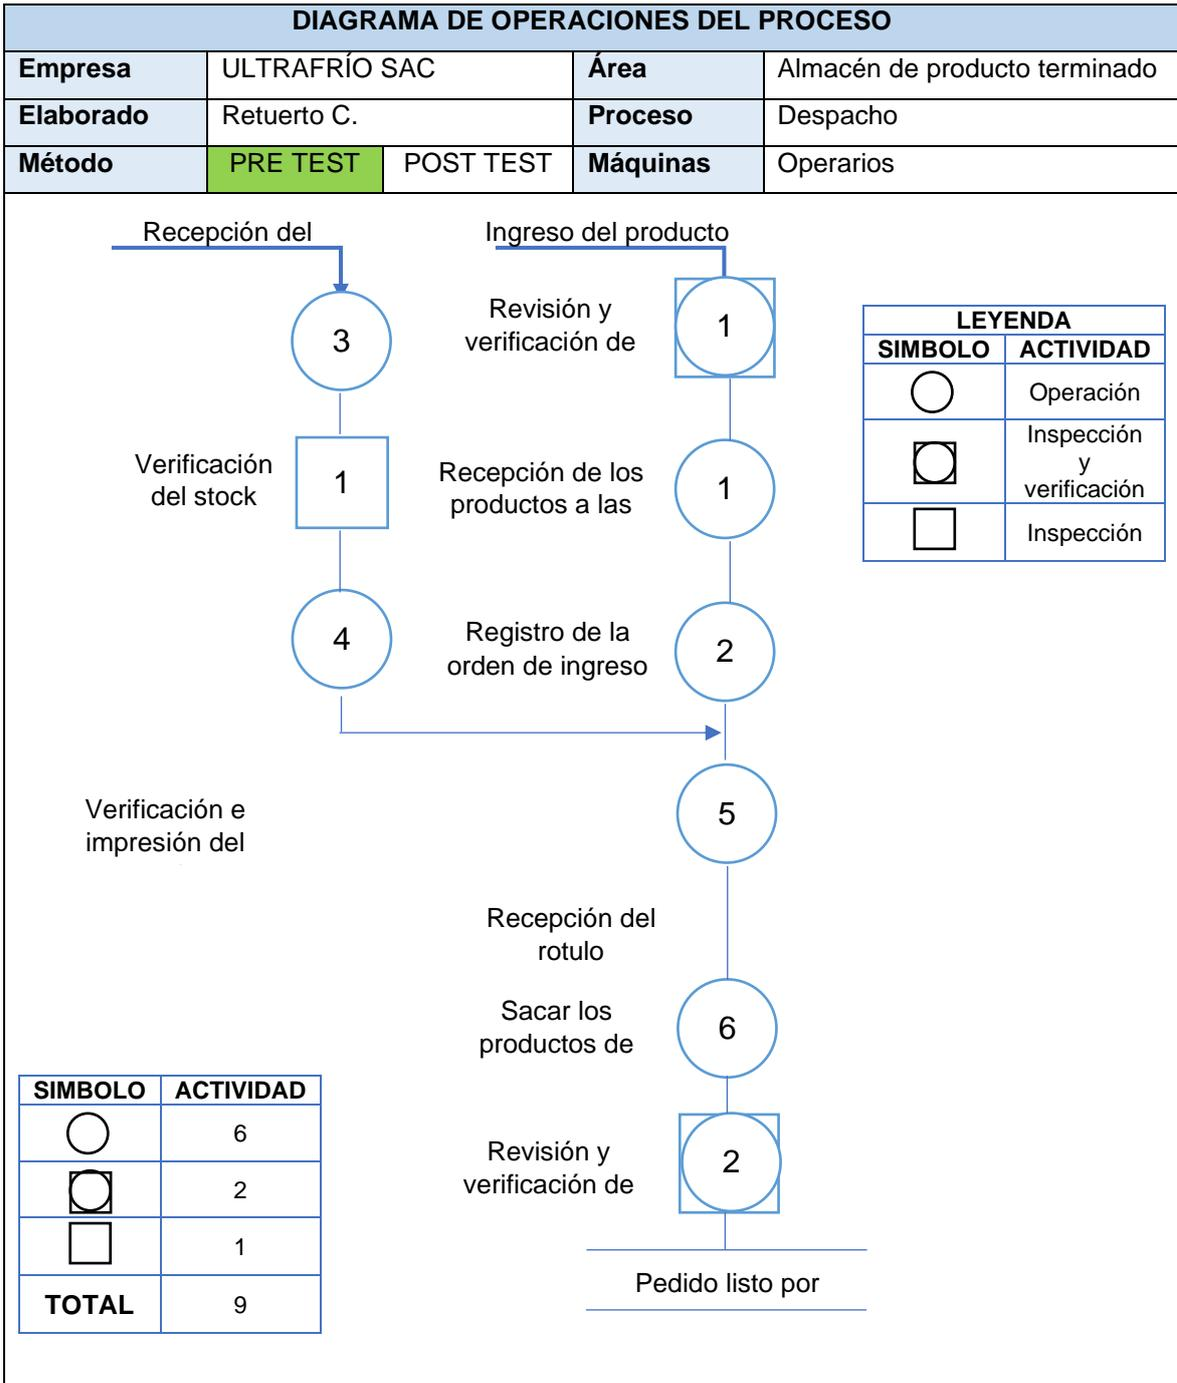 DIAGRAMA DE OPERACIONES DEL PROCESO
Empresa ULTRAFRÍO SAC Área Almacén de producto terminado
Elaborado Retuerto C. Proceso Despacho
Método PRE TEST POST TEST Máquinas Operarios
Recepción del
3
Verificación
del stock
1
4
Ingreso del producto
Revisión y
verificación de
1
Recepción de los
productos a las
1
Registro de la
orden de ingreso
2
LEYENDA
SIMBOLO ACTIVIDAD
Operación
Inspección
y
verificación
Inspección
Verificación e
impresión del
5
Recepción del
rotulo
Sacar los
productos de
6
Revisión y
verificación de
2
Pedido listo por
SIMBOLO ACTIVIDAD
6
2
1
TOTAL 9